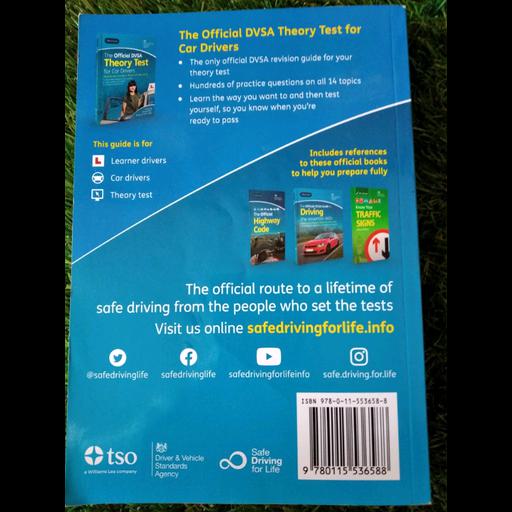 The Official DVSA Theory Test for
Car Drivers
The only official DVSA revision guide for your
theory test
Hundreds of practice questions on all 14 topics
Learn the way you want to and then test
yourself, so you know when you're
ready to pass
The Official DVSA
Theory Test
for Car Drivers
This guide is for
L Learner drivers
Car drivers
Theory test
Includes references
to these official books
to help you prepare fully
The Official
Highway
Code
Driving
Know Your
TRAFFIC
SIGNS
The official route to a lifetime of
safe driving from the people who set the tests
Visit us online safedrivingforlife.info
@safedrivinglife
safedrivinglife
safedrivingforlifeinfo
safe.driving.for.life
ISBN 978-0-11-553658-8
9 780115 536588
tso
a Williams Lea company
Driver & Vehicle
Standards
Agency
Safe
Driving
for Life